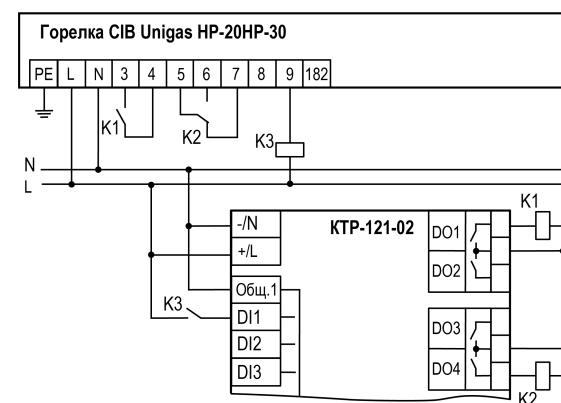 Горелка CIB Unigas HP-20HP-30
PE L N 3 4 5 6 7 8 9 182
K1
K2
K3
N
L
K1
-/N
КТР-121-02
DO1
+/L
DO2
Общ.1
K3
DI1
DO3
DI2
DI3
DO4
K2